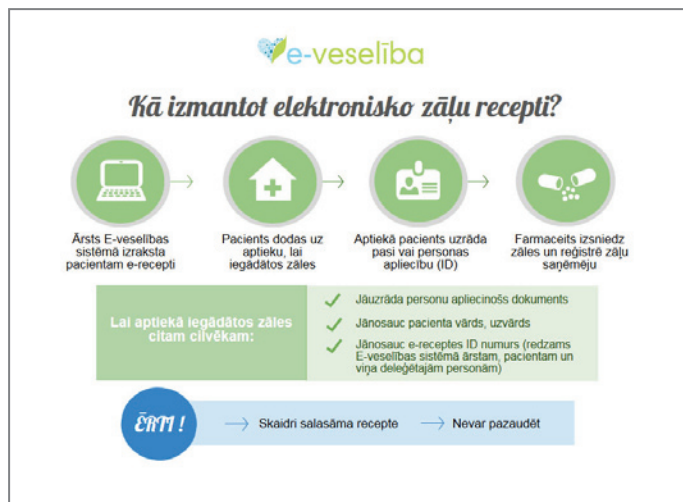 e-veselība
Kā izmantot elektronisko zāļu recepti?
Ārsts E-veselības
sistēmā izraksta
pacientam e-recepti
Pacients dodas uz
aptieku, lai
iegādātos zāles
Aptiekā pacients uzrāda
pasi vai personas
apliecību (ID)
Farmaceits izsniedz
zāles un reģistrē zāļu
saņēmēju
Lai aptiekā iegādātos zāles
citam cilvēkam:
Jāuzrāda personu apliecinošs dokuments
Jānosauc pacienta vārds, uzvārds
Jānosauc e-receptes ID numurs (redzams
E-veselības sistēmā ārstam, pacientam un
viņa deleģētajām personām)
ĒRTI !
Skaidri salasāma recepte
Nevar pazaudēt